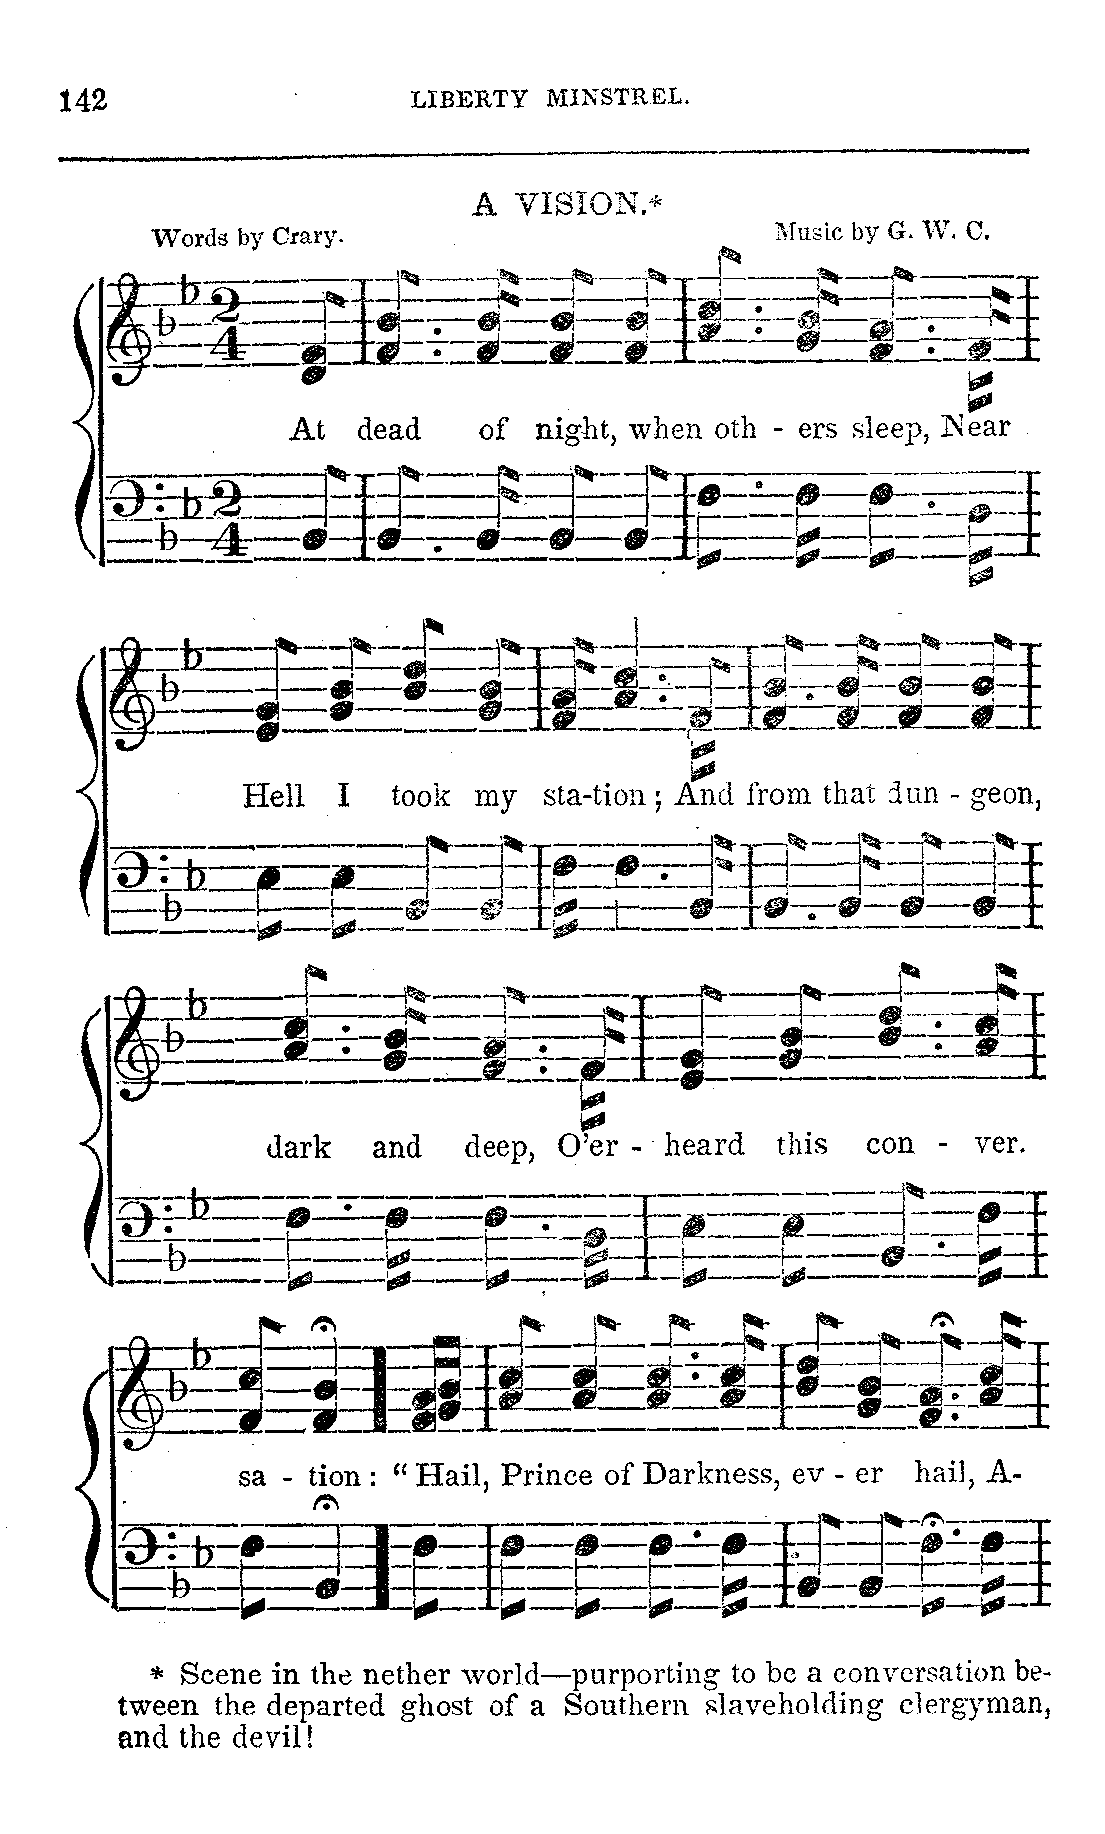 142 LIBERTY MINSTREL.
A VISION.*
Words by Crary. Music by G. W. C.
2
4
At dead of night, when oth - ers sleep, Near
2
4
Hell I took my sta-tion; And from that dun - geon,
dark and deep, O'er - heard this con - ver.
sa - tion: "Hail, Prince of Darkness, ev - er hail, A-
* Scene in the nether world—purporting to be a conversation be-
tween the departed ghost of a Southern slaveholding clergyman,
and the devil!